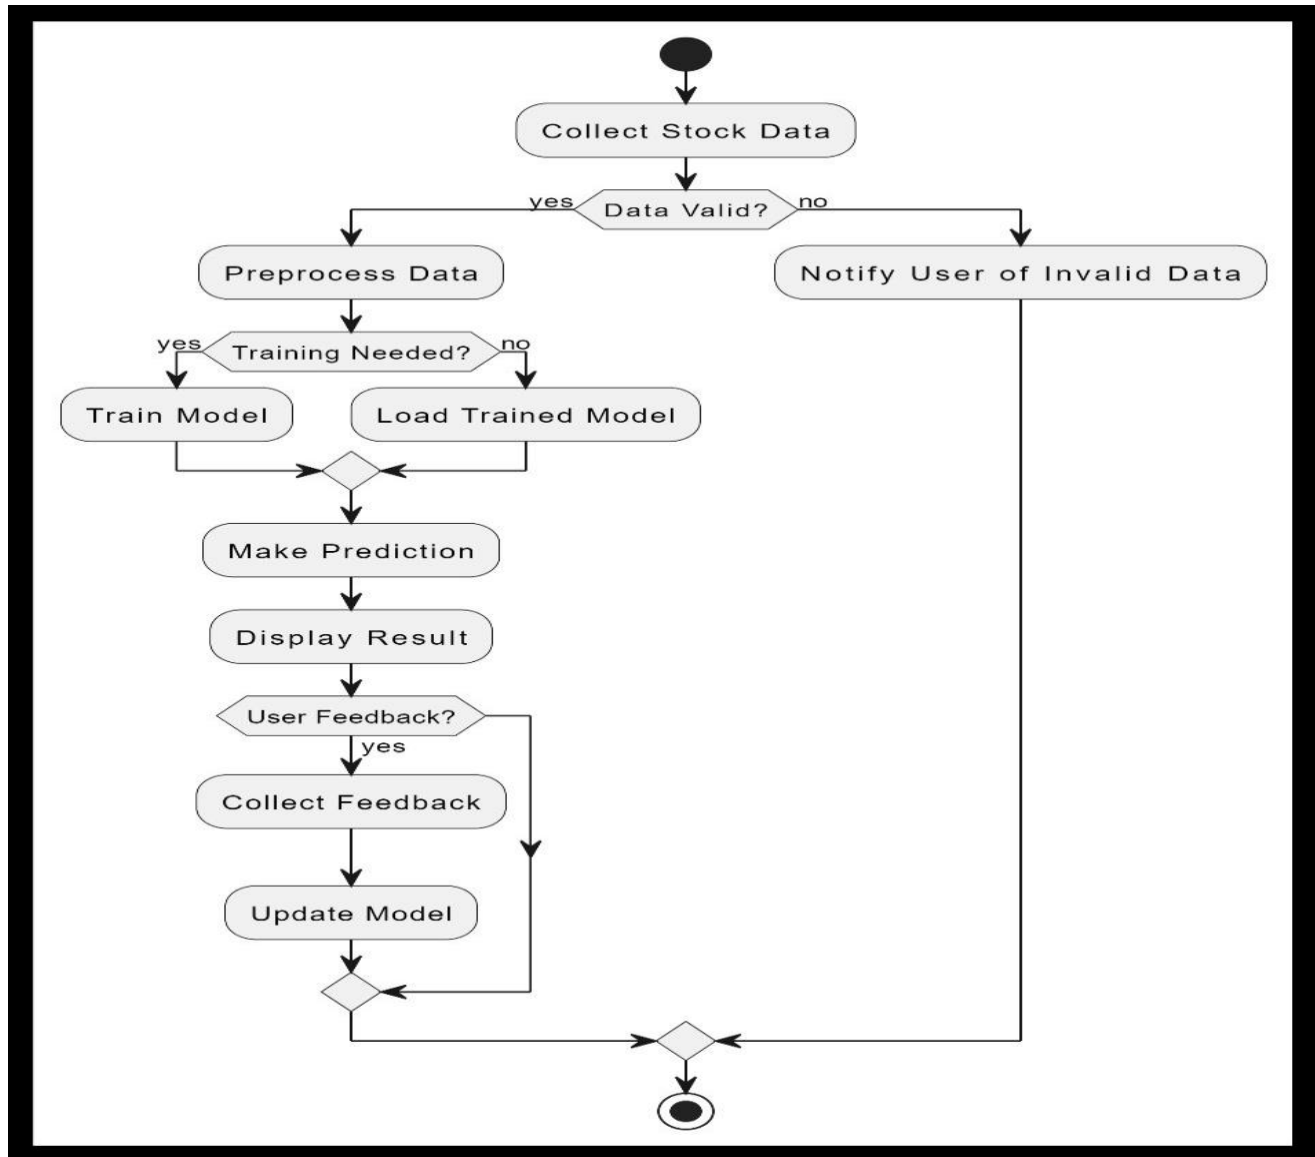 Collect Stock Data
yes
Data Valid?
no
Preprocess Data
Notify User of Invalid Data
yes
Training Needed?
no
Train Model
Load Trained Model
Make Prediction
Display Result
User Feedback?
yes
Collect Feedback
Update Model